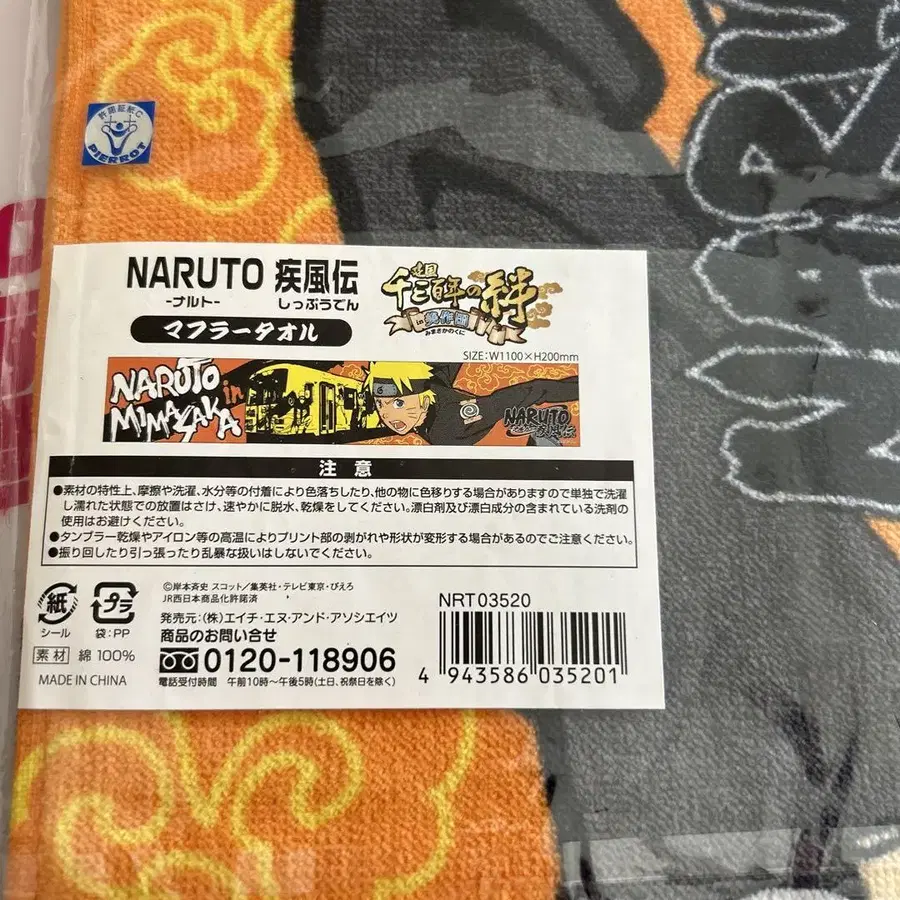 許諾証紙C
PIERROT
NARUTO 疾風伝
-ナルト- しっぷうでん
マフラータオル
建国
千三百年の絆
in 美作国
みまさかのくに
SIZE:W1100×H200mm
NARUTO in
MIMASAKA
NARUTO
疾風伝
注意
●素材の特性上、摩擦や洗濯、水分等の付着により色落ちしたり、他の物に色移りする場合がありますので単独で洗濯
し濡れた状態での放置はさけ、速やかに脱水、乾燥をしてください。漂白剤及び漂白成分の含まれている洗剤の
使用はお避けください。
●タンブラー乾燥やアイロン等の高温によりプリント部の剥がれや形状が変形する場合があるのでご注意ください。
●振り回したり引っ張ったり乱暴な扱いはしないでください。
紙
シール
プラ
袋:PP
素材 綿 100%
MADE IN CHINA
©岸本斉史 スコット/集英社・テレビ東京・ぴえろ
JR西日本商品化許諾済
発売元:(株)エイチ・エヌ・アンド・アソシエイツ
商品のお問い合せ
0120-118906
電話受付時間 午前10時〜午後5時(土日、祝祭日を除く)
NRT03520
4 943586 035201